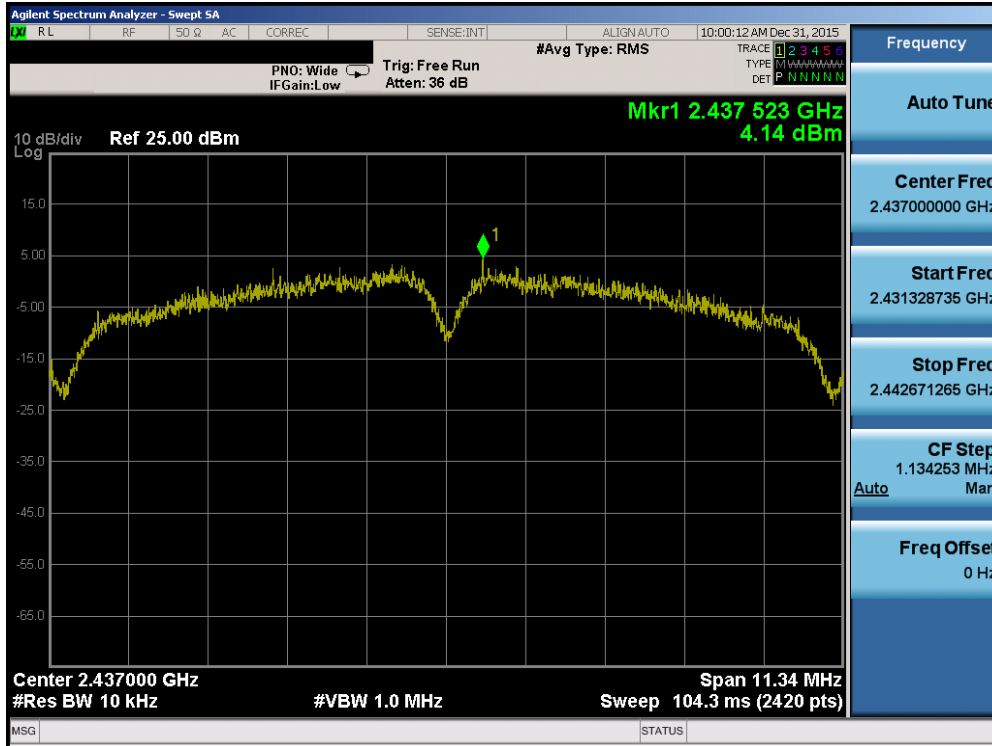 Agilent Spectrum Analyzer - Swept SA
LXI RL RF 50 Ω AC CORREC SENSE:INT ALIGN AUTO 10:00:12 AM Dec 31, 2015
#Avg Type: RMS TRACE 1 2 3 4 5 6
PNO: Wide Trig: Free Run TYPE M
IFGain:Low Atten: 36 dB DET P N N N N N
Mkr1 2.437 523 GHz
4.14 dBm
10 dB/div Ref 25.00 dBm
Log
15.0
5.00
1
-5.00
-15.0
-25.0
-35.0
-45.0
-55.0
-65.0
Center 2.437000 GHz Span 11.34 MHz
#Res BW 10 kHz #VBW 1.0 MHz Sweep 104.3 ms (2420 pts)
MSG STATUS
Frequency
Auto Tune
Center Freq
2.437000000 GHz
Start Freq
2.431328735 GHz
Stop Freq
2.442671265 GHz
CF Step
1.134253 MHz
Auto Man
Freq Offset
0 Hz